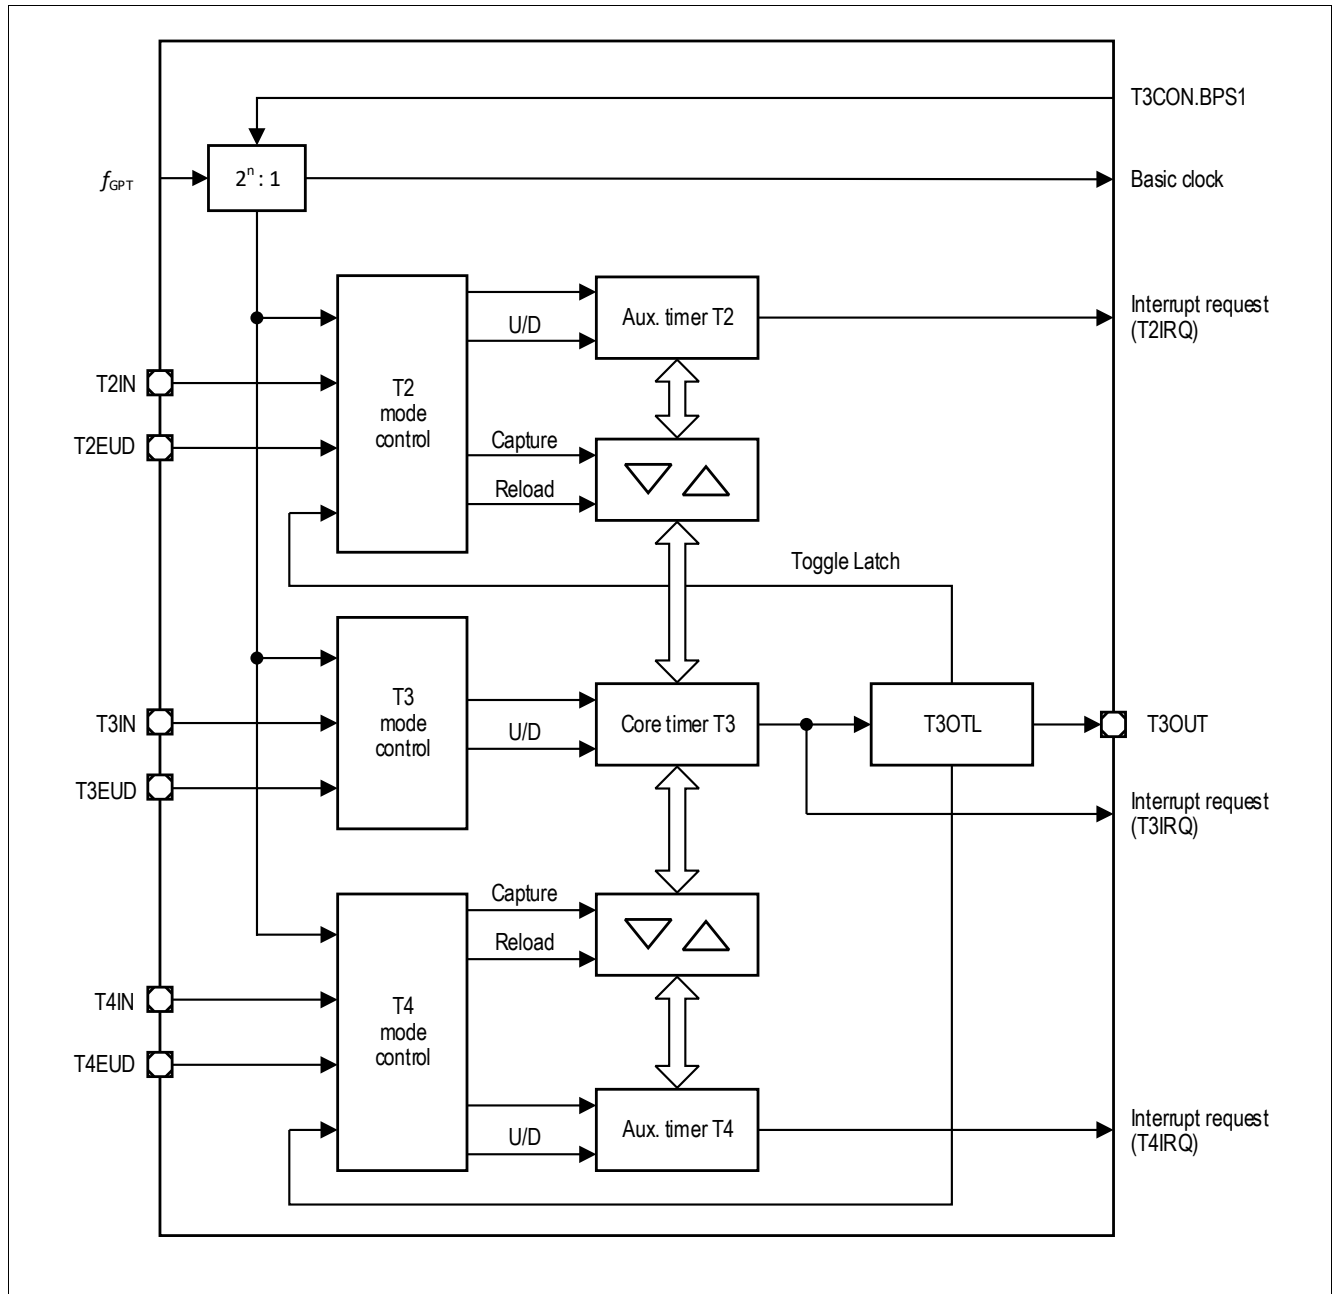 T3CON.BPS1
fGPT
2ⁿ : 1
Basic clock
Interrupt request
(T2IRQ)
Aux. timer T2
U/D
T2IN
T2
mode
control
T2EUD
Capture
Reload
Toggle Latch
T3IN
T3
mode
control
U/D
Core timer T3
T3OTL
T3OUT
T3EUD
Interrupt request
(T3IRQ)
Capture
Reload
T4IN
T4
mode
control
T4EUD
U/D
Aux. timer T4
Interrupt request
(T4IRQ)